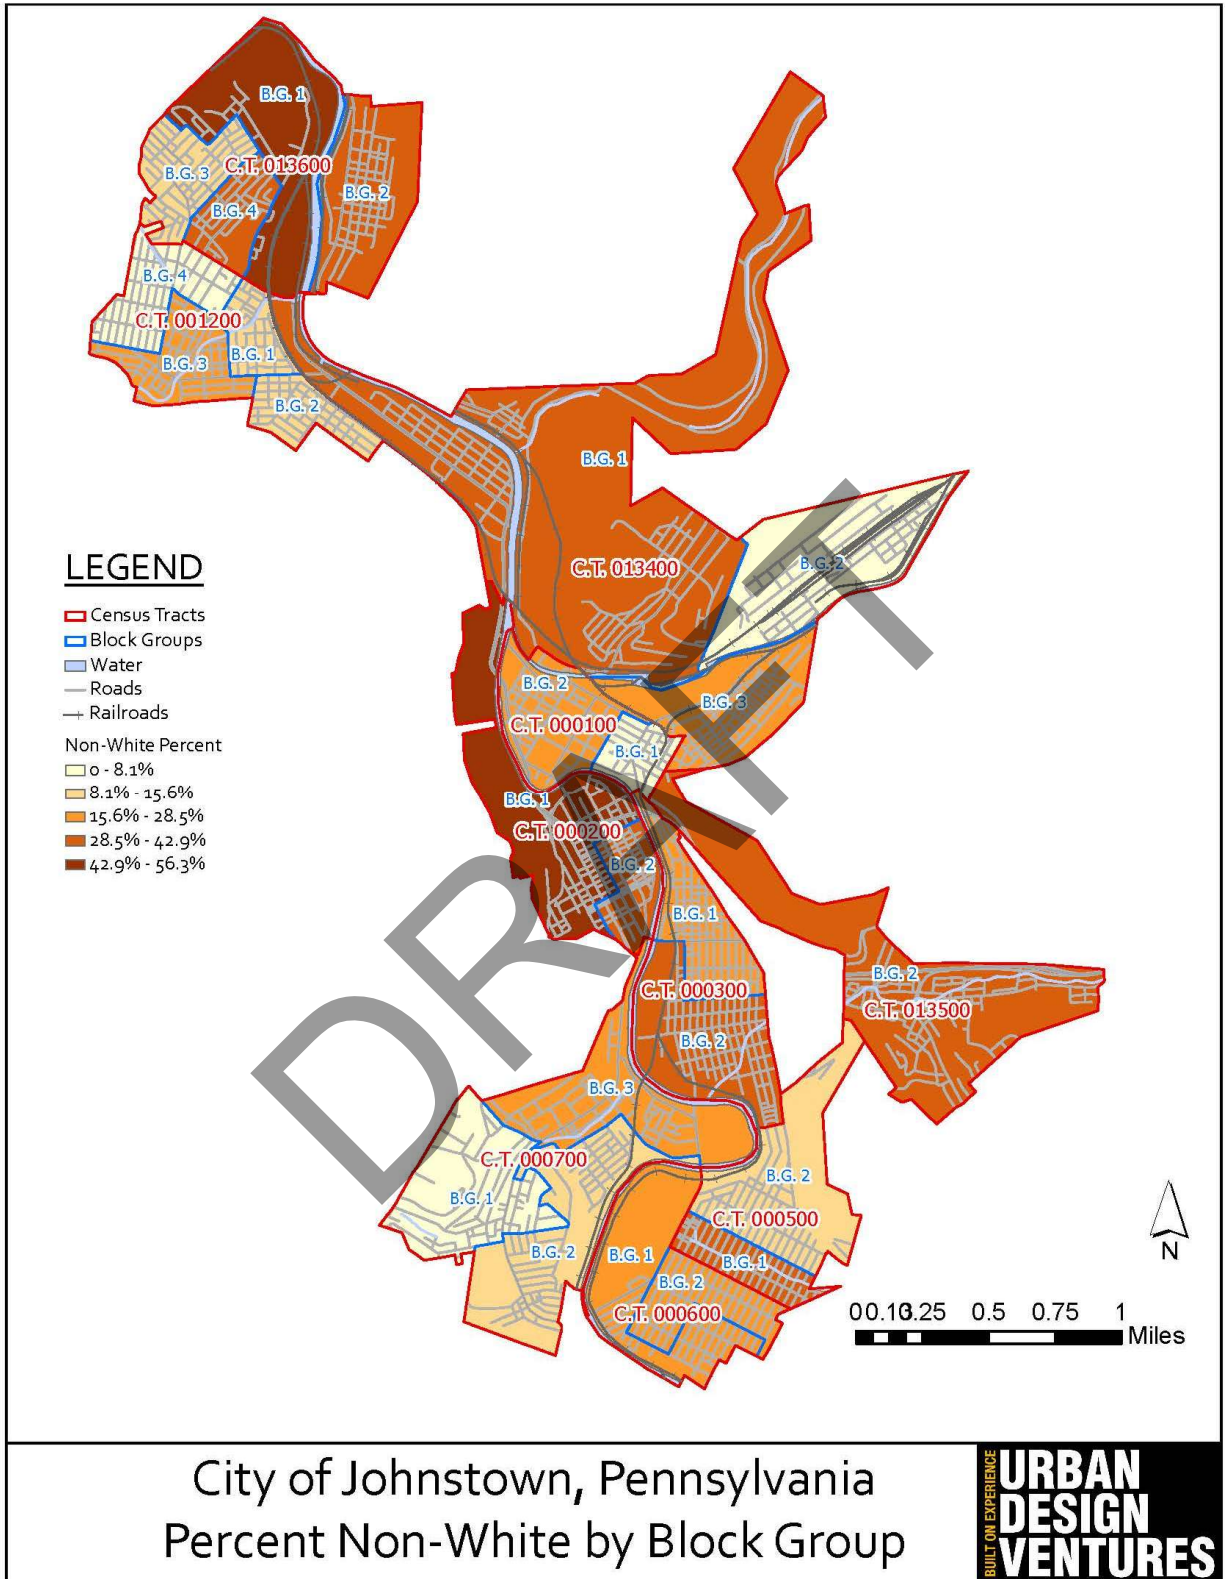 B.G. 1
C.T. 013600
B.G. 3
B.G. 2
B.G. 4
B.G. 4
C.T. 001200
B.G. 3
B.G. 1
B.G. 2
B.G. 1
C.T. 013400
B.G. 2
LEGEND
Census Tracts
Block Groups
Water
Roads
Railroads
Non-White Percent
0 - 8.1%
8.1% - 15.6%
15.6% - 28.5%
28.5% - 42.9%
42.9% - 56.3%
B.G. 2
B.G. 3
C.T. 000100
B.G. 1
B.G. 1
C.T. 000200
B.G. 2
B.G. 1
B.G. 2
C.T. 000300
C.T. 013500
B.G. 2
B.G. 3
C.T. 000700
B.G. 2
B.G. 1
C.T. 000500
B.G. 2
B.G. 1
B.G. 1
B.G. 2
C.T. 000600
DRAFT
N
0 0.13 0.25 0.5 0.75 1
Miles
City of Johnstown, Pennsylvania
Percent Non-White by Block Group
BUILT ON EXPERIENCE
URBAN
DESIGN
VENTURES